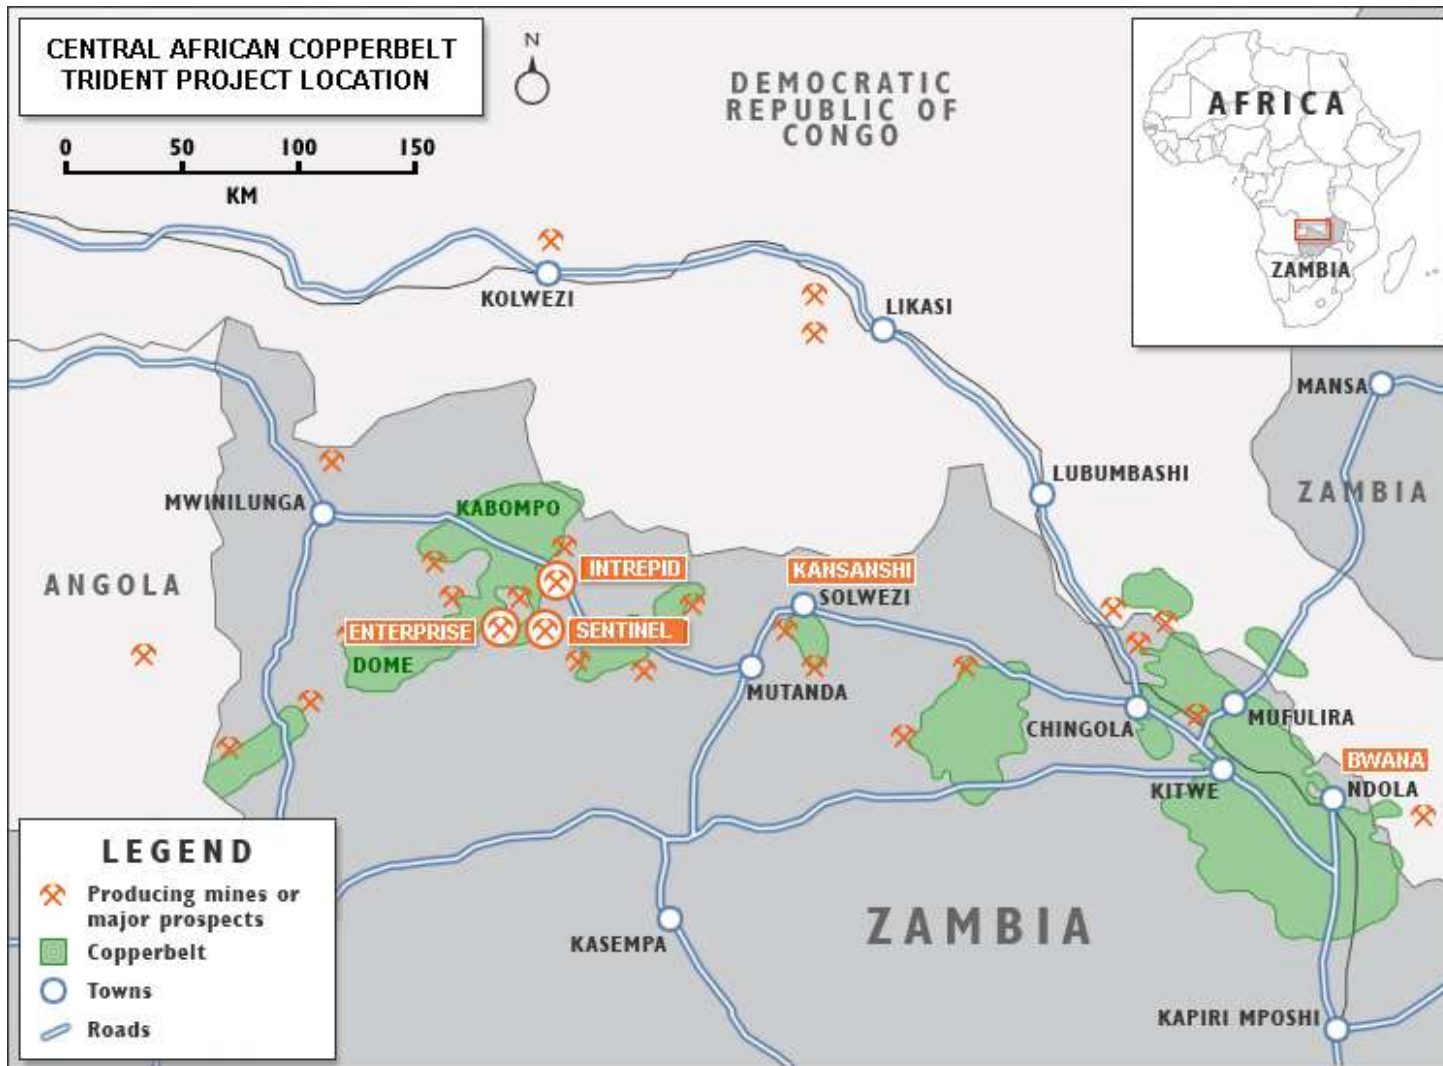 CENTRAL AFRICAN COPPERBELT
TRIDENT PROJECT LOCATION
N
0 50 100 150
KM
DEMOCRATIC
REPUBLIC OF
CONGO
AFRICA
ZAMBIA
KOLWEZI
LIKASI
MANSA
LUBUMBASHI
ZAMBIA
MWINILUNGA
KABOMPO
ANGOLA
INTREPID
KANSANSHI
SOLWEZI
ENTERPRISE
SENTINEL
DOME
MUTANDA
CHINGOLA
MUFULIRA
BWANA
KITWE
NDOLA
LEGEND
Producing mines or
major prospects
Copperbelt
Towns
Roads
KASEMPA
ZAMBIA
KAPIRI MPOSHI